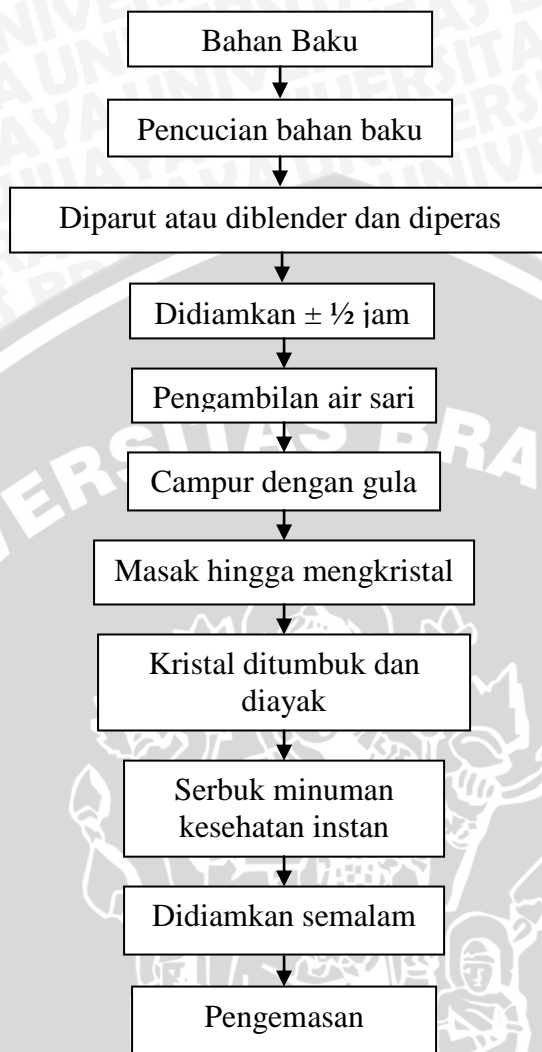 Bahan Baku
Pencucian bahan baku
Diparut atau diblender dan diperas
Didiamkan ± ½ jam
Pengambilan air sari
Campur dengan gula
Masak hingga mengkristal
Kristal ditumbuk dan
diayak
Serbuk minuman
kesehatan instan
Didiamkan semalam
Pengemasan